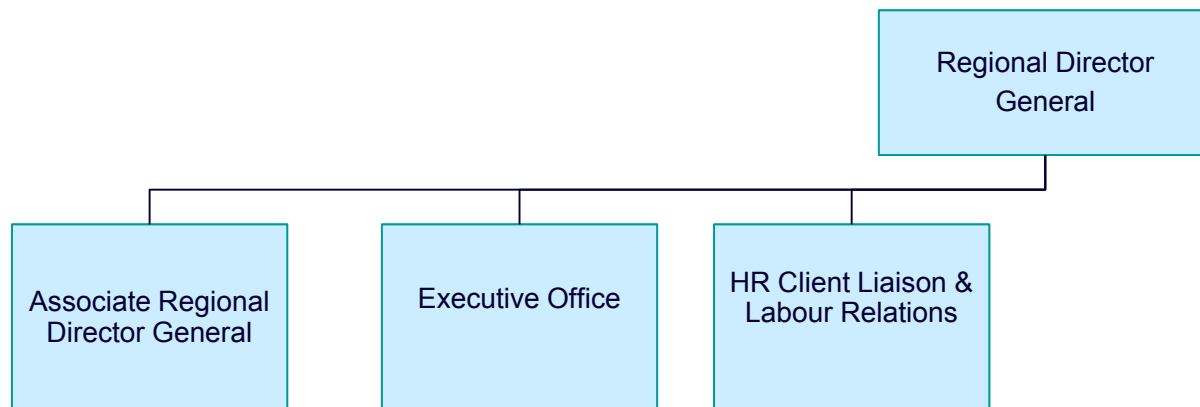 Regional Director
General
Associate Regional
Director General
Executive Office
HR Client Liaison &
Labour Relations